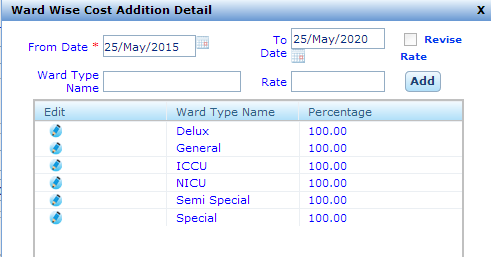 Ward Wise Cost Addition Detail X
From Date * 25/May/2015 To Date 25/May/2020 Revise Rate
Ward Type Name Rate Add
Edit Ward Type Name Percentage
Delux 100.00
General 100.00
ICCU 100.00
NICU 100.00
Semi Special 100.00
Special 100.00